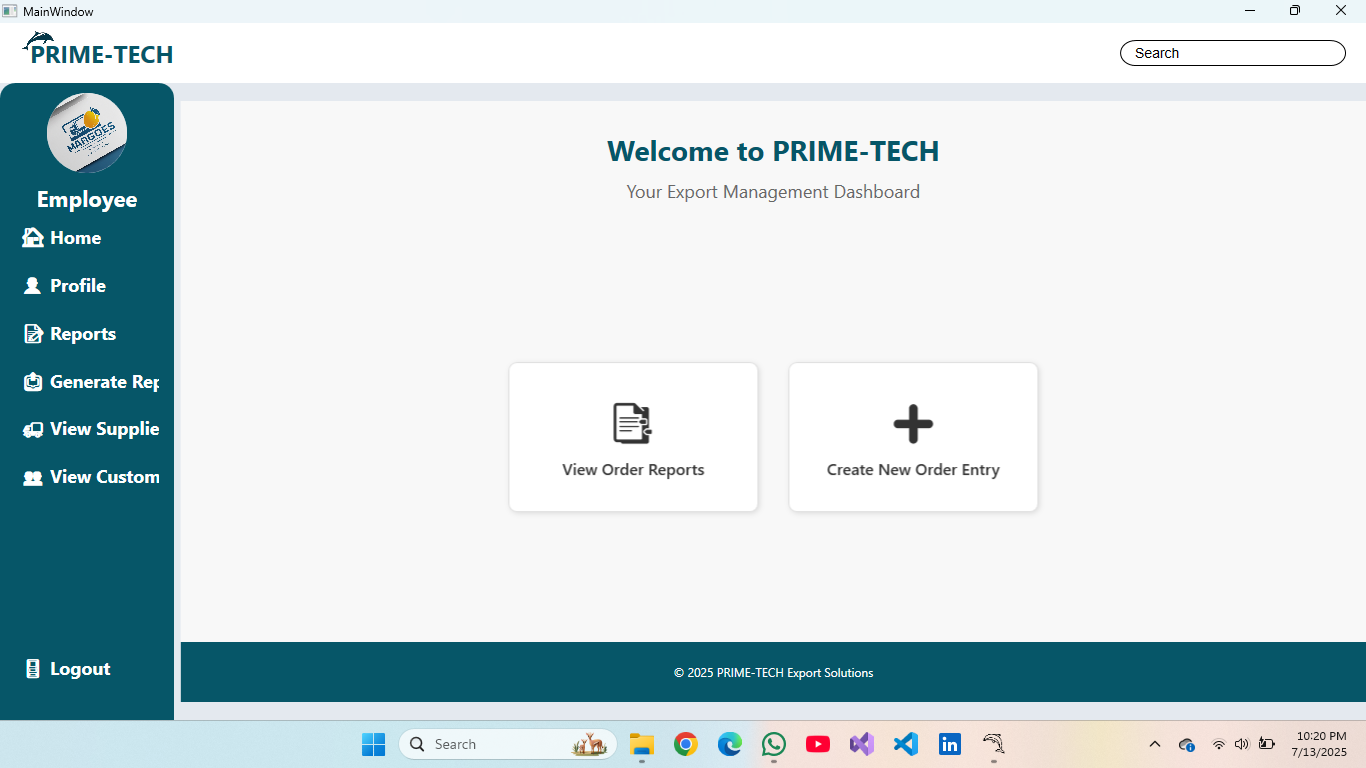 MainWindow
PRIME-TECH
Search
MARGOES
Employee
Home
Profile
Reports
Generate Rep
View Supplie
View Custom
Logout
Welcome to PRIME-TECH
Your Export Management Dashboard
View Order Reports
Create New Order Entry
© 2025 PRIME-TECH Export Solutions
Search
in
10:20 PM
7/13/2025